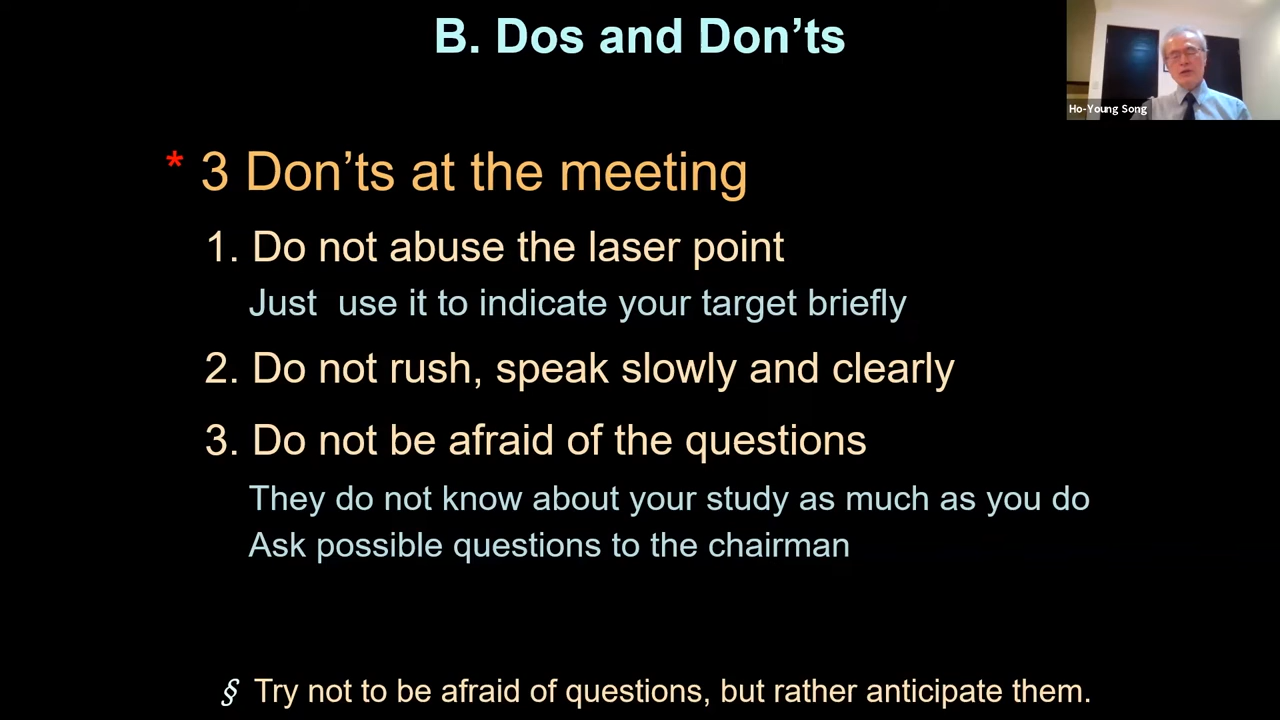 B. Dos and Don’ts
Ho-Young Song
* 3 Don’ts at the meeting
1. Do not abuse the laser point
Just use it to indicate your target briefly
2. Do not rush, speak slowly and clearly
3. Do not be afraid of the questions
They do not know about your study as much as you do
Ask possible questions to the chairman
§ Try not to be afraid of questions, but rather anticipate them.